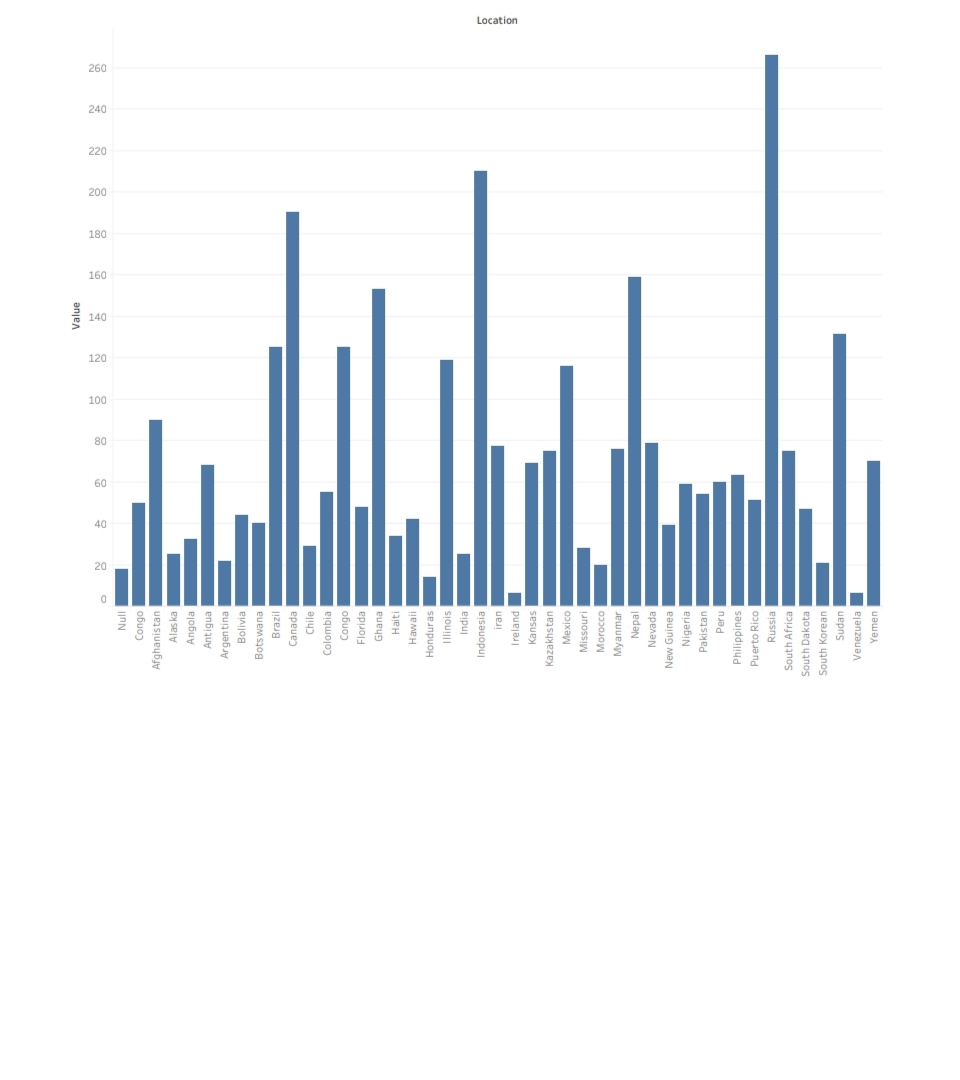 Location
260
240
220
200
180
160
Value
140
120
100
80
60
40
20
0
Null
Congo
Afghanistan
Alaska
Angola
Antigua
Argentina
Bolivia
Botswana
Brazil
Canada
Chile
Colombia
Congo
Florida
Ghana
Haiti
Hawaii
Honduras
Illinois
India
Indonesia
iran
Ireland
Kansas
Kazakhstan
Mexico
Missouri
Morocco
Myanmar
Nepal
Nevada
New Guinea
Nigeria
Pakistan
Peru
Philippines
Puerto Rico
Russia
South Africa
South Dakota
South Korean
Sudan
Venezuela
Yemen